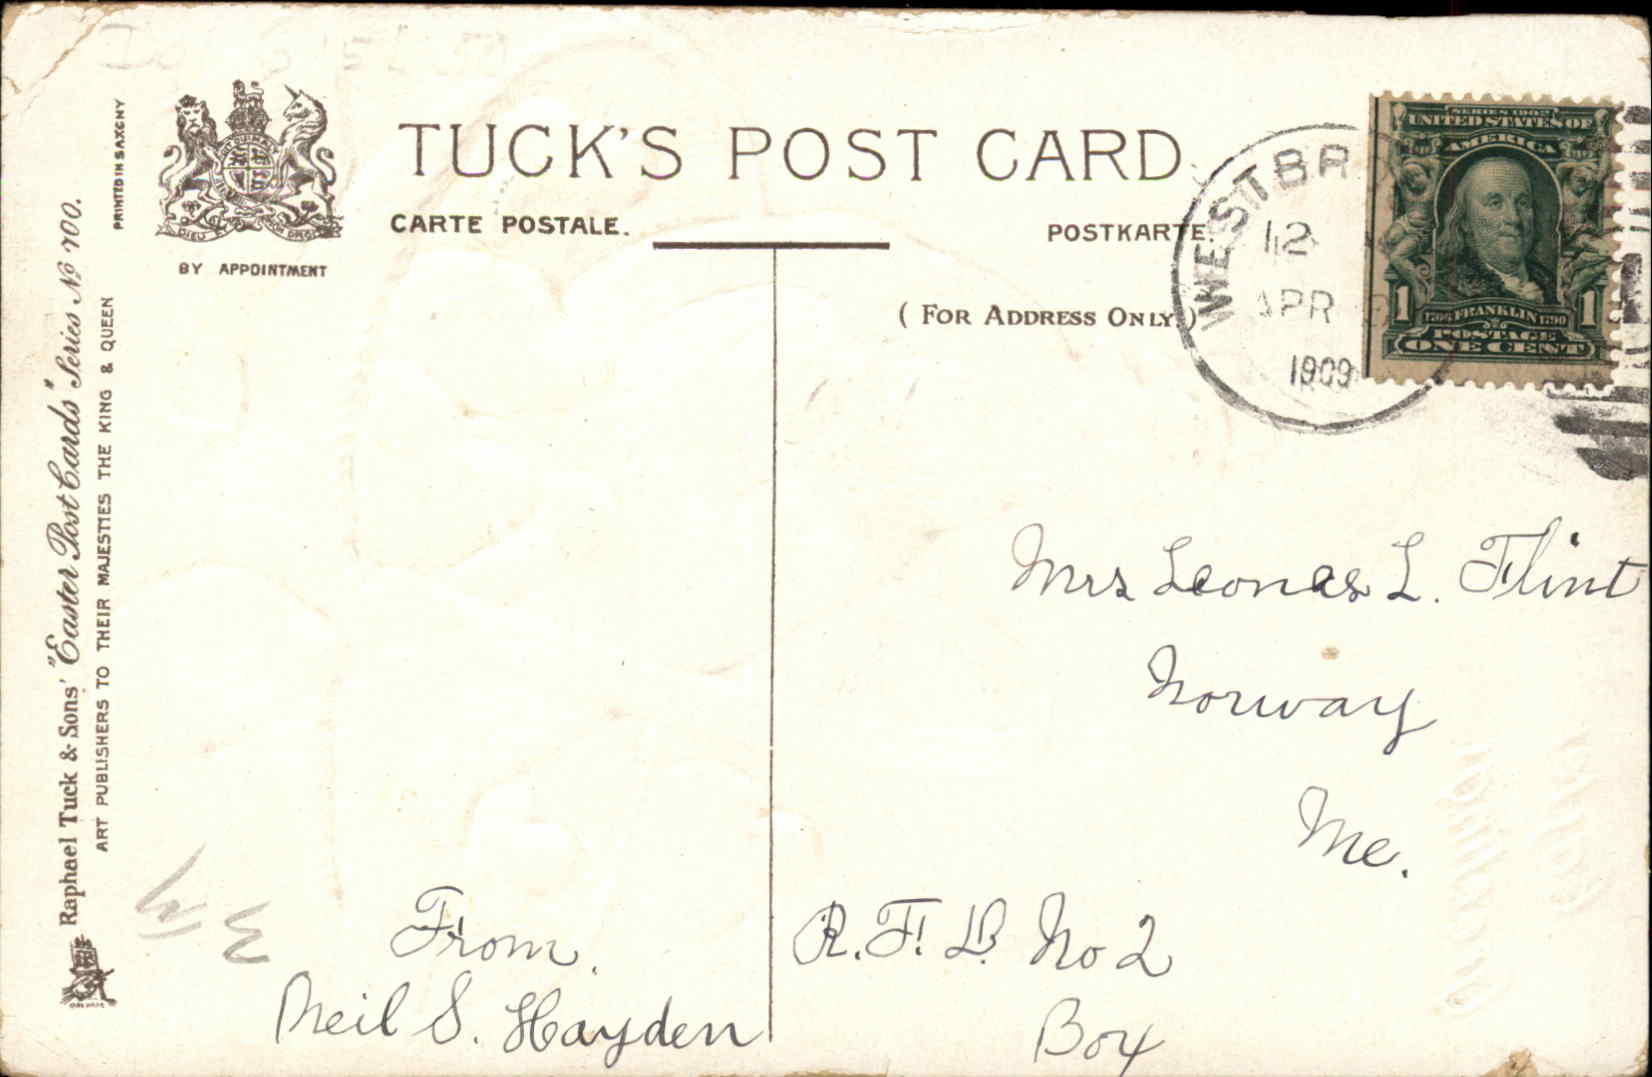 PRINTED IN SAXONY
Raphael Tuck & Sons' "Easter Post Cards" Series No 700.
ART PUBLISHERS TO THEIR MAJESTIES THE KING & QUEEN
BY APPOINTMENT
TUCK'S POST CARD
CARTE POSTALE.
POSTKARTE.
(FOR ADDRESS ONLY.)
WESTBR
12
APR
1909
SERIES 1902
UNITED STATES OF
AMERICA
1 1706 FRANKLIN 1790 1
POSTAGE
ONE CENT
Mrs L. Flint
Norway
Me.
R. F. D. No 2
Box
From.
Neil S. Hayden